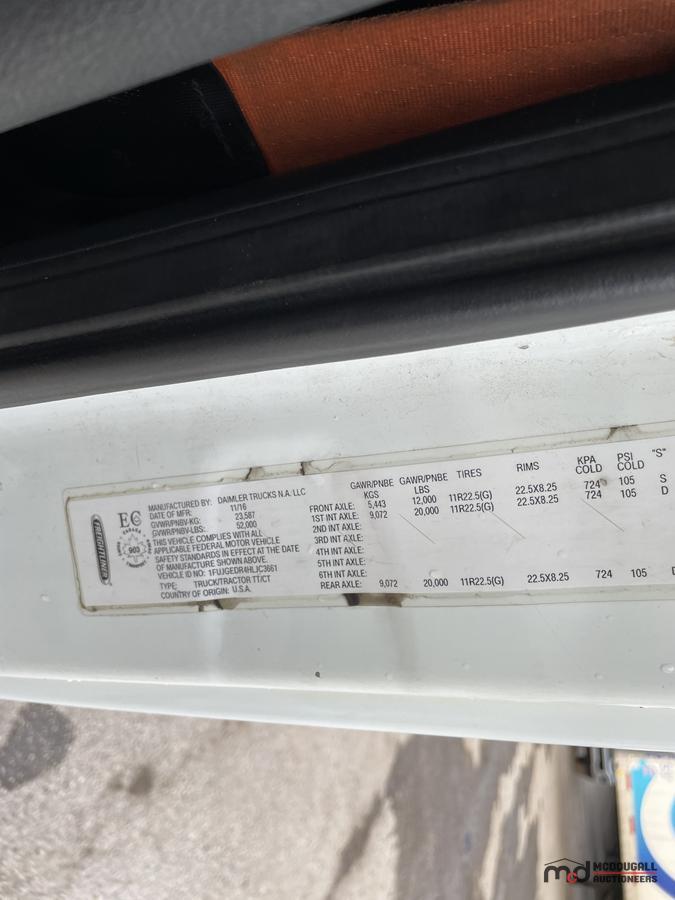 FREIGHTLINER
EC
CANADA
903
MANUFACTURED BY: DAIMLER TRUCKS N.A. LLC
DATE OF MFR: 11/16
GVWR/PNBV-KG: 23,587
GVWR/PNBV-LBS: 52,000
THIS VEHICLE COMPLIES WITH ALL
APPLICABLE FEDERAL MOTOR VEHICLE
SAFETY STANDARDS IN EFFECT AT THE DATE
OF MANUFACTURE SHOWN ABOVE.
VEHICLE ID NO: 1FUJGEDR4HLJC3661
TYPE: TRUCK/TRACTOR TT/CT
COUNTRY OF ORIGIN: U.S.A.
GAWR/PNBE KGS GAWR/PNBE LBS TIRES RIMS KPA COLD PSI COLD "S"
FRONT AXLE: 5,443 12,000 11R22.5(G) 22.5X8.25 724 105 S
1ST INT AXLE: 9,072 20,000 11R22.5(G) 22.5X8.25 724 105 D
2ND INT AXLE:
3RD INT AXLE:
4TH INT AXLE:
5TH INT AXLE:
6TH INT AXLE:
REAR AXLE: 9,072 20,000 11R22.5(G) 22.5X8.25 724 105 D
md MCDOUGALL
AUCTIONEERS